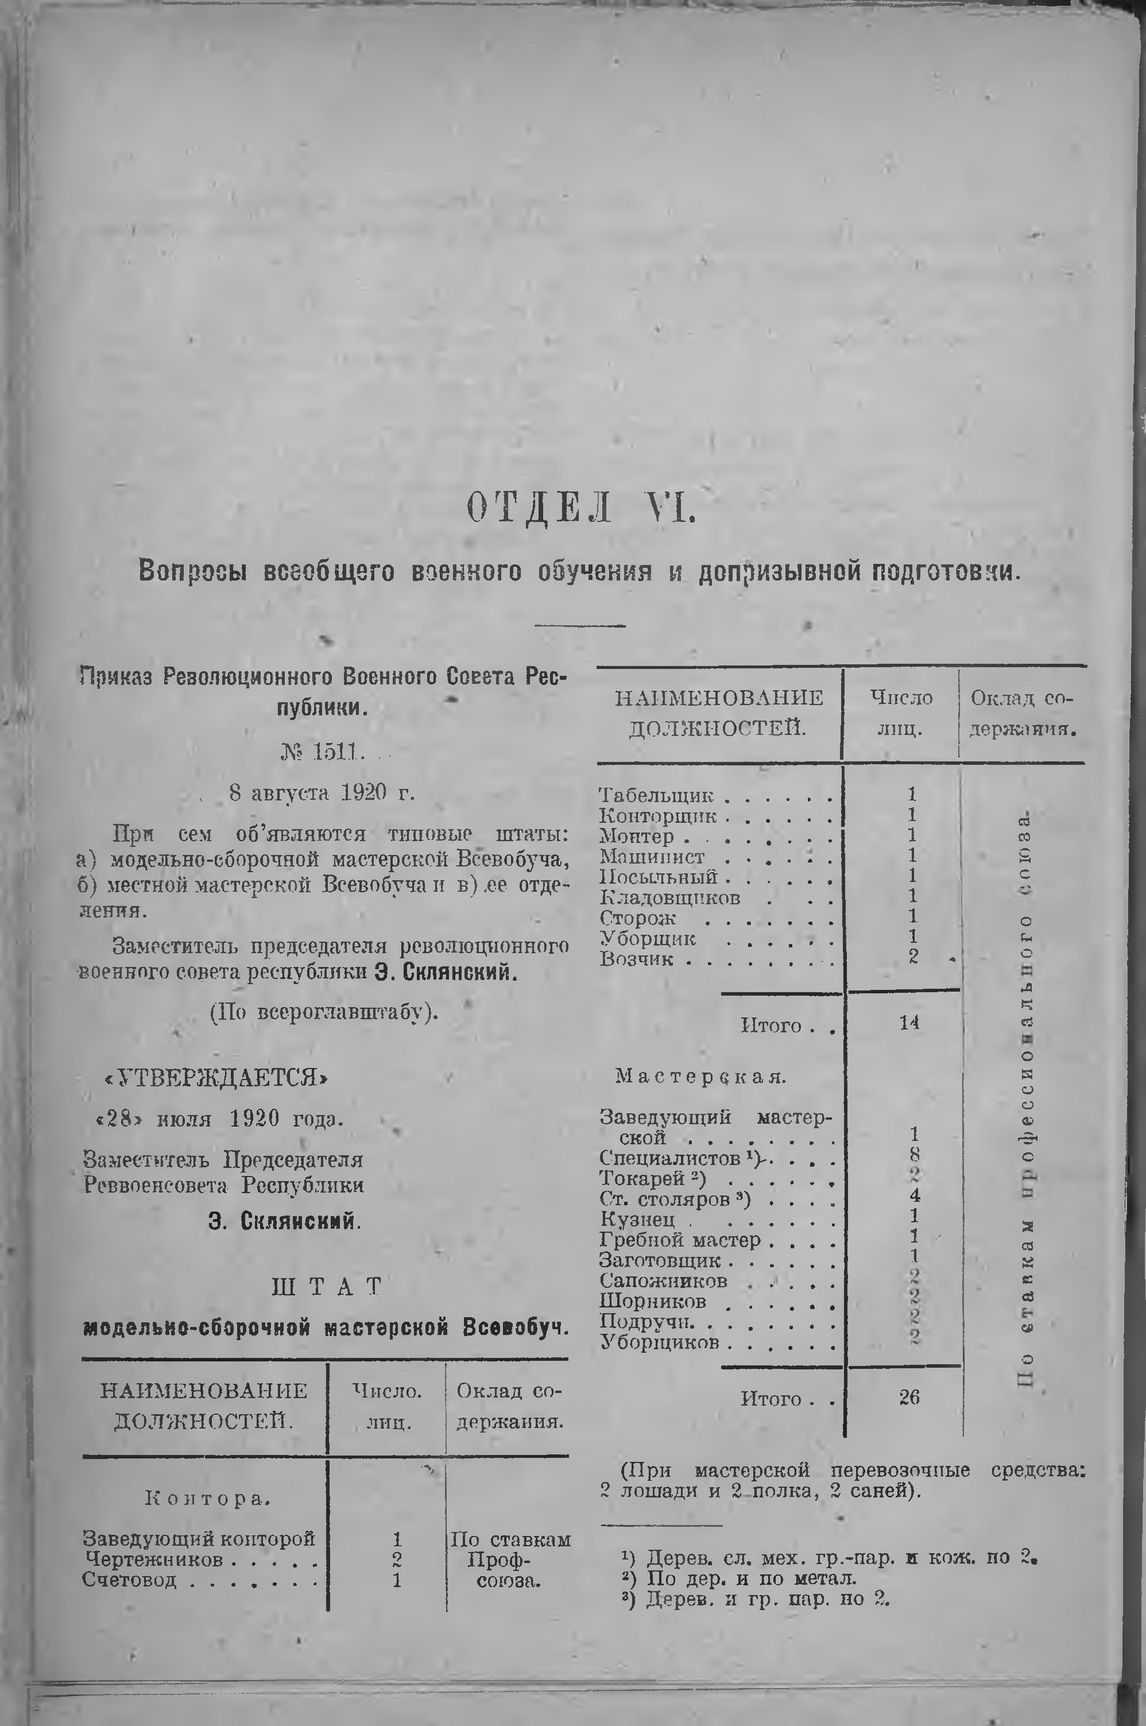 ОТДЕЛ VI.
Вопросы всеобщего военного обучения и допризывной подготовки.
Приказ Революционного Военного Совета Рес-
публики.
№ 1511.
8 августа 1920 г.
При сем об’являются типовые штаты:
а) модельно-сборочной мастерской Всевобуча,
б) местной мастерской Всевобуча и в) ее отде-
ления.
Заместитель председателя революционного
военного совета республики Э. Склянский.
(По всероглавштабу).
«УТВЕРЖДАЕТСЯ»
«28» июля 1920 года.
Заместитель Председателя
Реввоенсовета Республики
Э. Склянский.
ШТАТ
модельно-сборочной мастерской Всевобуч.
НАИМЕНОВАНИЕ ДОЛЖНОСТЕЙ. Число. лиц. Оклад со-
держания.
Контора.
Заведующий конторой 1 По ставкам
Чертежников . . . . . 2 Проф-
Счетовод . . . . . . . 1 союза.
НАИМЕНОВАНИЕ ДОЛЖНОСТЕЙ. Число лиц. Оклад со-
держания.
Табельщик . . . . . . 1
Конторщик . . . . . . 1
Монтер . . . . . . . . 1
Машинист . . . . . . 1
Посыльный . . . . . . 1
Кладовщиков . . . 1
Сторож . . . . . . . 1
Уборщик . . . . . . 1
Возчик . . . . . . . . 2
Итого . . 14
Мастерская.
Заведующий мастер-
ской . . . . . . . . 1
Специалистов ¹) . . . . 8
Токарей ²) . . . . . . 2
Ст. столяров ³) . . . . 4
Кузнец . . . . . . . 1
Гребной мастер . . . . 1
Заготовщик . . . . . . 1
Сапожников . . . . . 2
Шорников . . . . . . 2
Подручн. . . . . . . . 2
Уборщиков . . . . . . 2
Итого . . 26
По ставкам профессионального союза.
(При мастерской перевозочные средства:
2 лошади и 2 полка, 2 саней).
¹) Дерев. сл. мех. гр.-пар. и кож. по 2.
²) По дер. и по метал.
³) Дерев. и гр. пар. по 2.